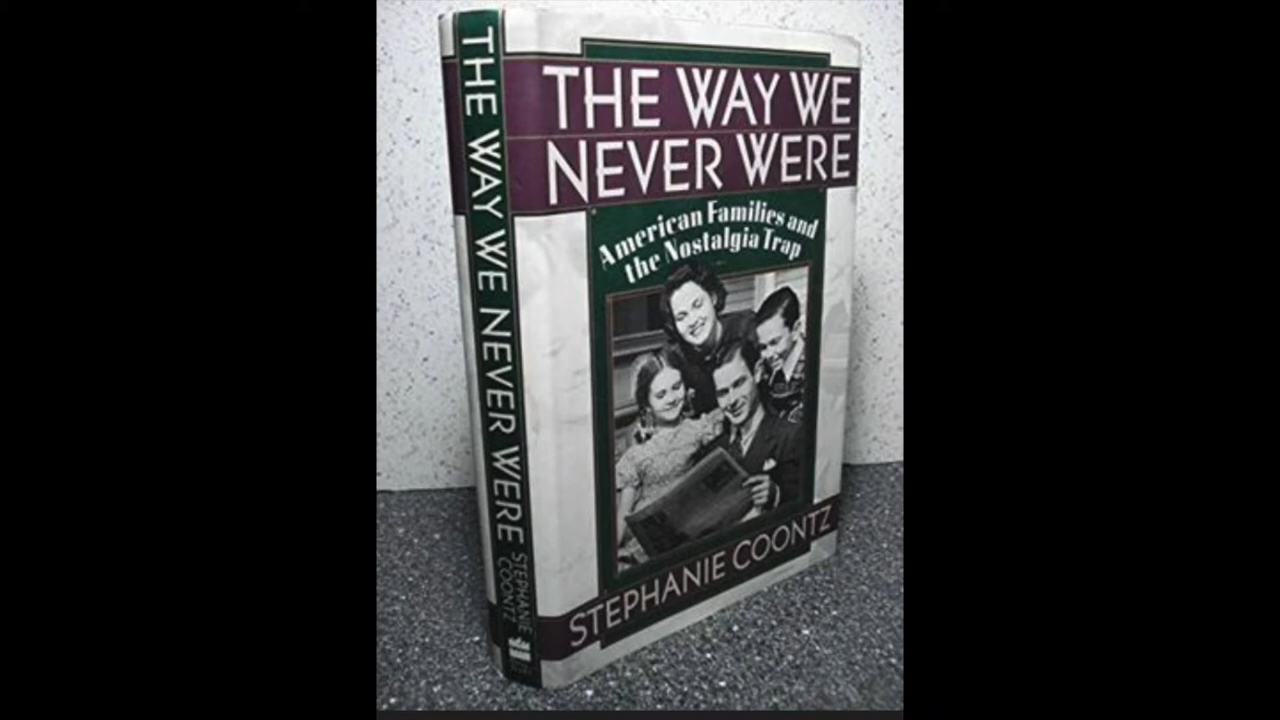 THE WAY WE NEVER WERE
STEPHANIE
COONTZ
THE WAY WE
NEVER WERE
American Families and
the Nostalgia Trap
STEPHANIE COONTZ